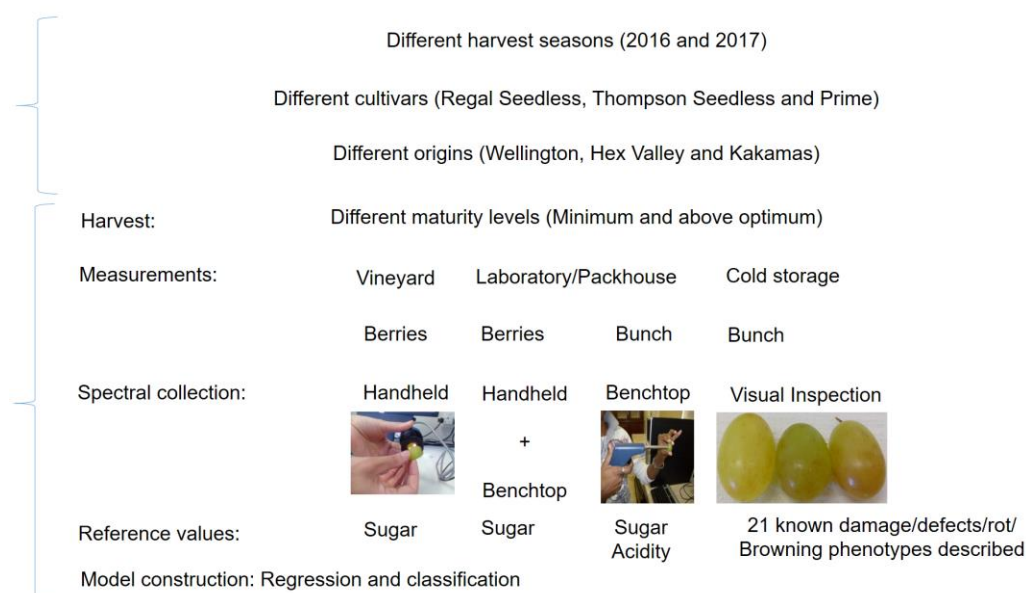 Different harvest seasons (2016 and 2017)
Different cultivars (Regal Seedless, Thompson Seedless and Prime)
Different origins (Wellington, Hex Valley and Kakamas)
Harvest: Different maturity levels (Minimum and above optimum)
Measurements: Vineyard Laboratory/Packhouse Cold storage
Berries Berries Bunch Bunch
Spectral collection: Handheld Handheld Benchtop Visual Inspection
+
Benchtop
Reference values: Sugar Sugar Sugar 21 known damage/defects/rot/
Acidity Browning phenotypes described
Model construction: Regression and classification